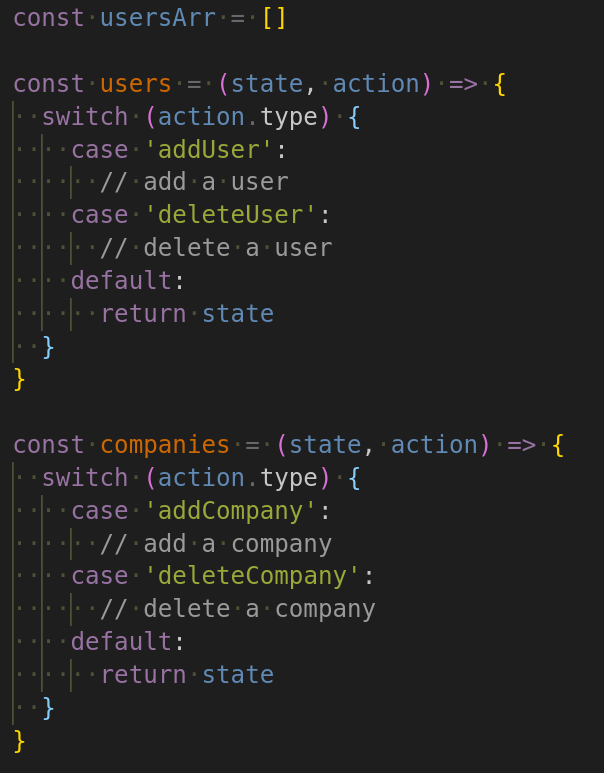 const usersArr = []

const users = (state, action) => {
  switch (action.type) {
    case 'addUser':
      // add a user
    case 'deleteUser':
      // delete a user
    default:
      return state
  }
}

const companies = (state, action) => {
  switch (action.type) {
    case 'addCompany':
      // add a company
    case 'deleteCompany':
      // delete a company
    default:
      return state
  }
}